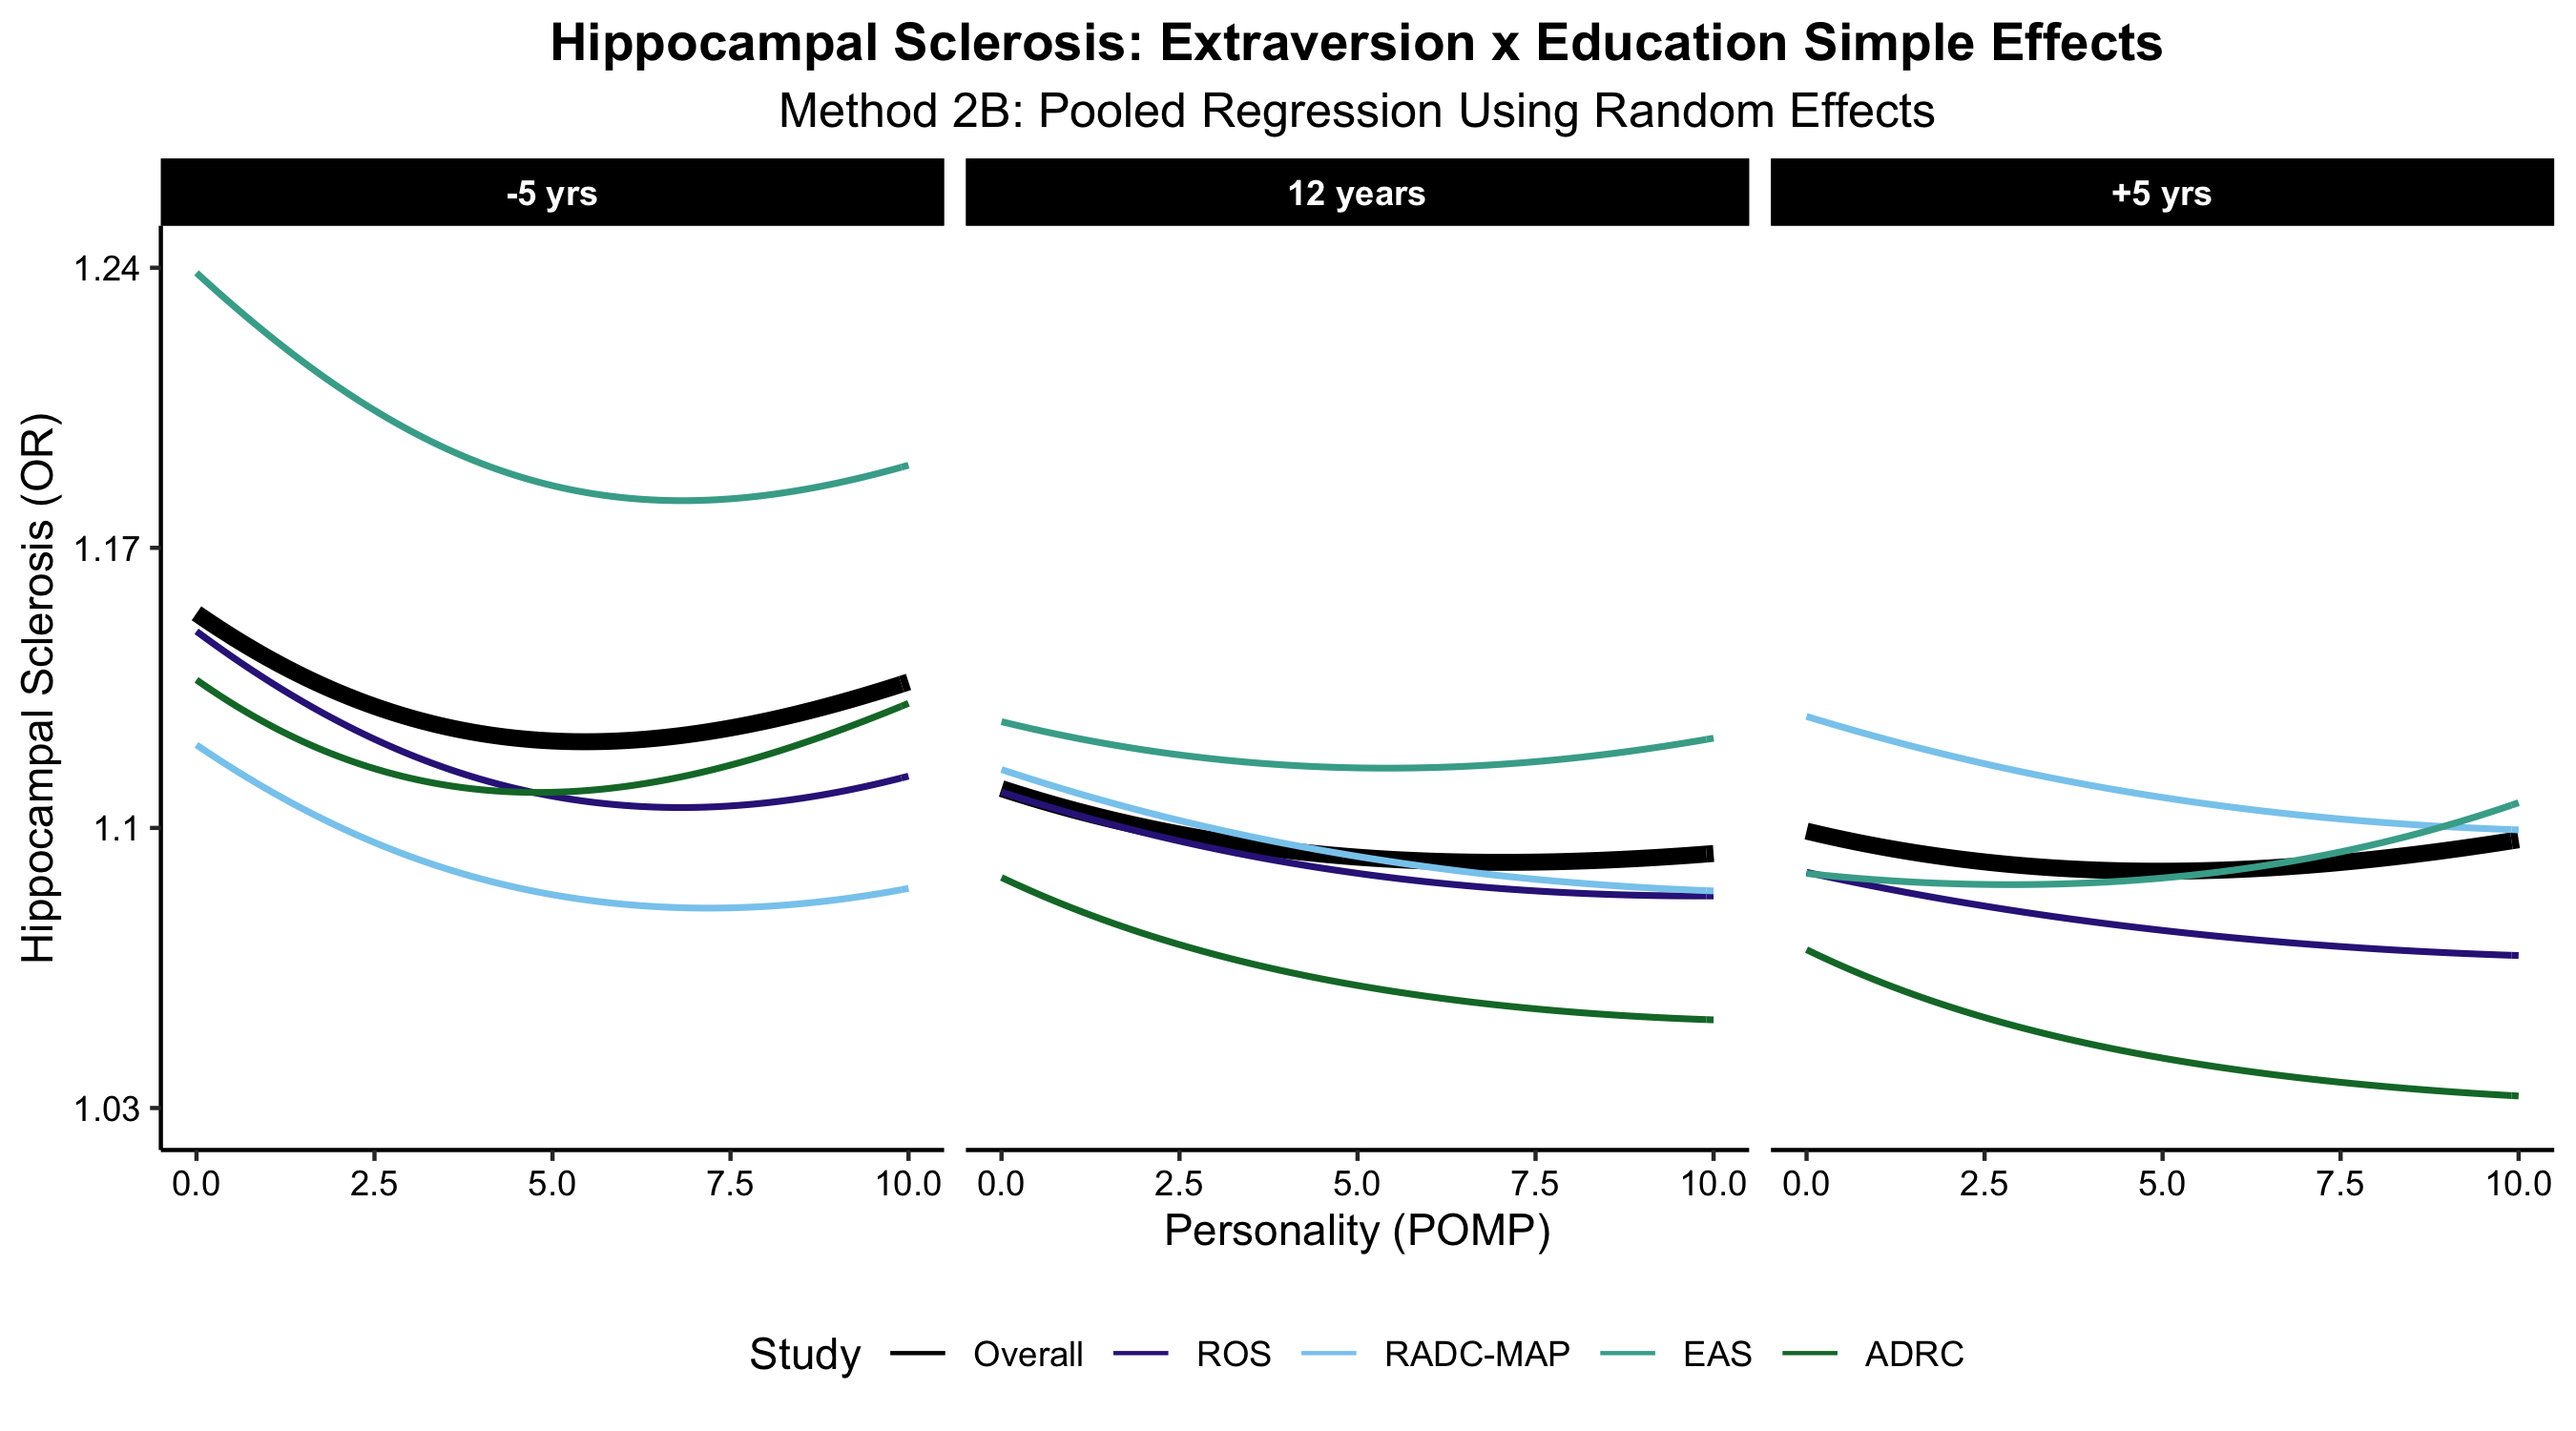 Hippocampal Sclerosis: Extraversion x Education Simple Effects
Method 2B: Pooled Regression Using Random Effects
-5 yrs
12 years
+5 yrs
Hippocampal Sclerosis (OR)
1.24
1.17
1.1
1.03
0.0 2.5 5.0 7.5 10.0
0.0 2.5 5.0 7.5 10.0
0.0 2.5 5.0 7.5 10.0
Personality (POMP)
Study Overall ROS RADC-MAP EAS ADRC